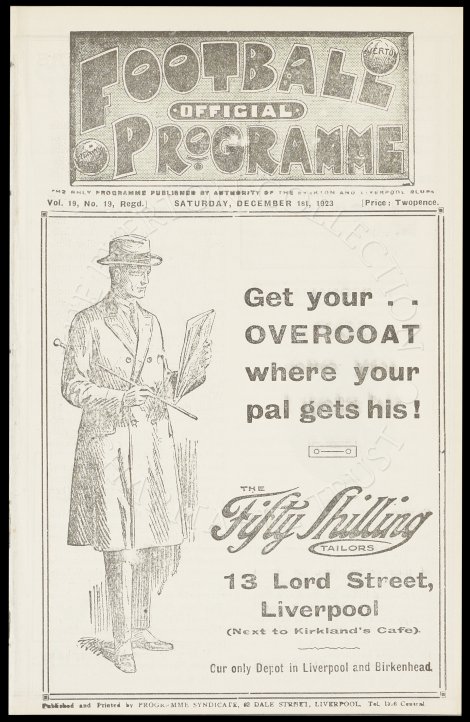 FOOTBALL
EVERTON
OFFICIAL
PROGRAMME
THE ONLY PROGRAMME PUBLISHED BY AUTHORITY OF THE EVERTON AND LIVERPOOL CLUBS
Vol. 19, No. 19, Regd.] SATURDAY, DECEMBER 1st, 1923 [Price: Twopence.
Get your . .
OVERCOAT
where your
pal gets his!
THE
Fifty Shilling
TAILORS
13 Lord Street,
Liverpool
(Next to Kirkland's Cafe).
Our only Depot in Liverpool and Birkenhead.
Published and Printed by PROGRAMME SYNDICATE, DALE STREET, LIVERPOOL. Tel. Central
COLLECTION
TRUST